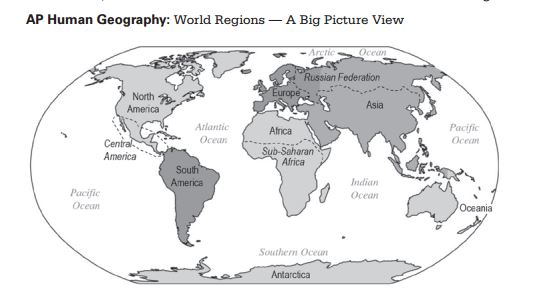 AP Human Geography: World Regions — A Big Picture View
Arctic Ocean
Russian Federation
Europe
North
America
Asia
Atlantic
Ocean
Africa
Pacific
Ocean
Central
America
Sub-Saharan
Africa
South
America
Indian
Ocean
Pacific
Ocean
Oceania
Southern Ocean
Antarctica